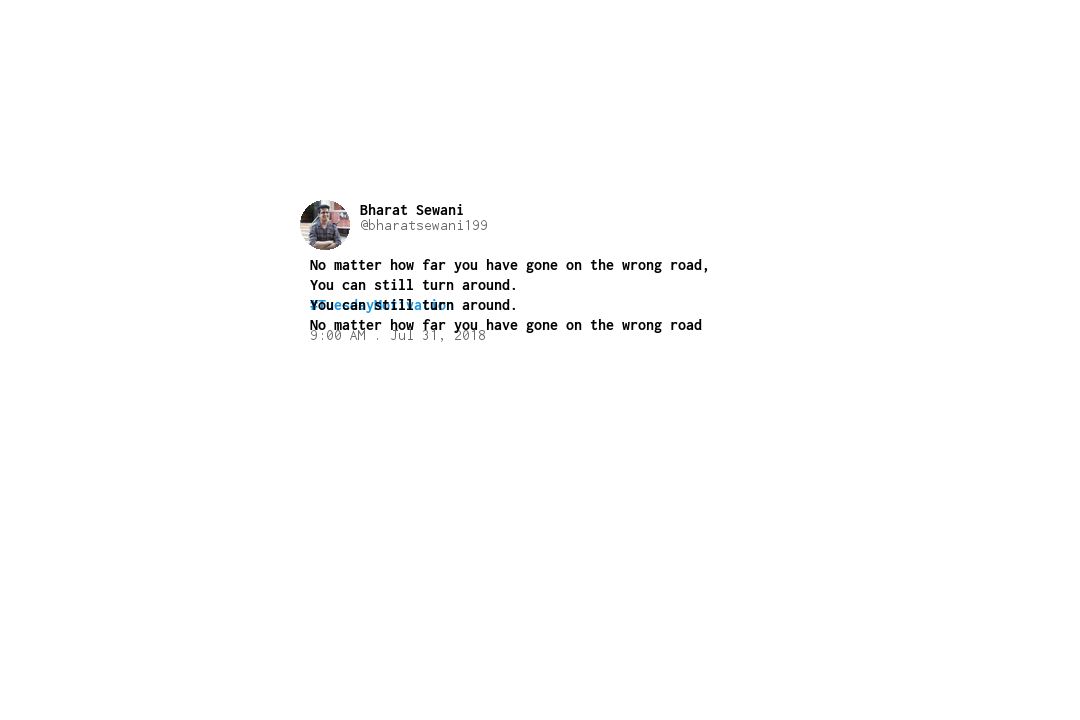 Bharat Sewani
@bharatsewani199
No matter how far you have gone on the wrong road,
You can still turn around.
#TuesdayMotivation
You can still turn around.
No matter how far you have gone on the wrong road
9:00 AM . Jul 31, 2018